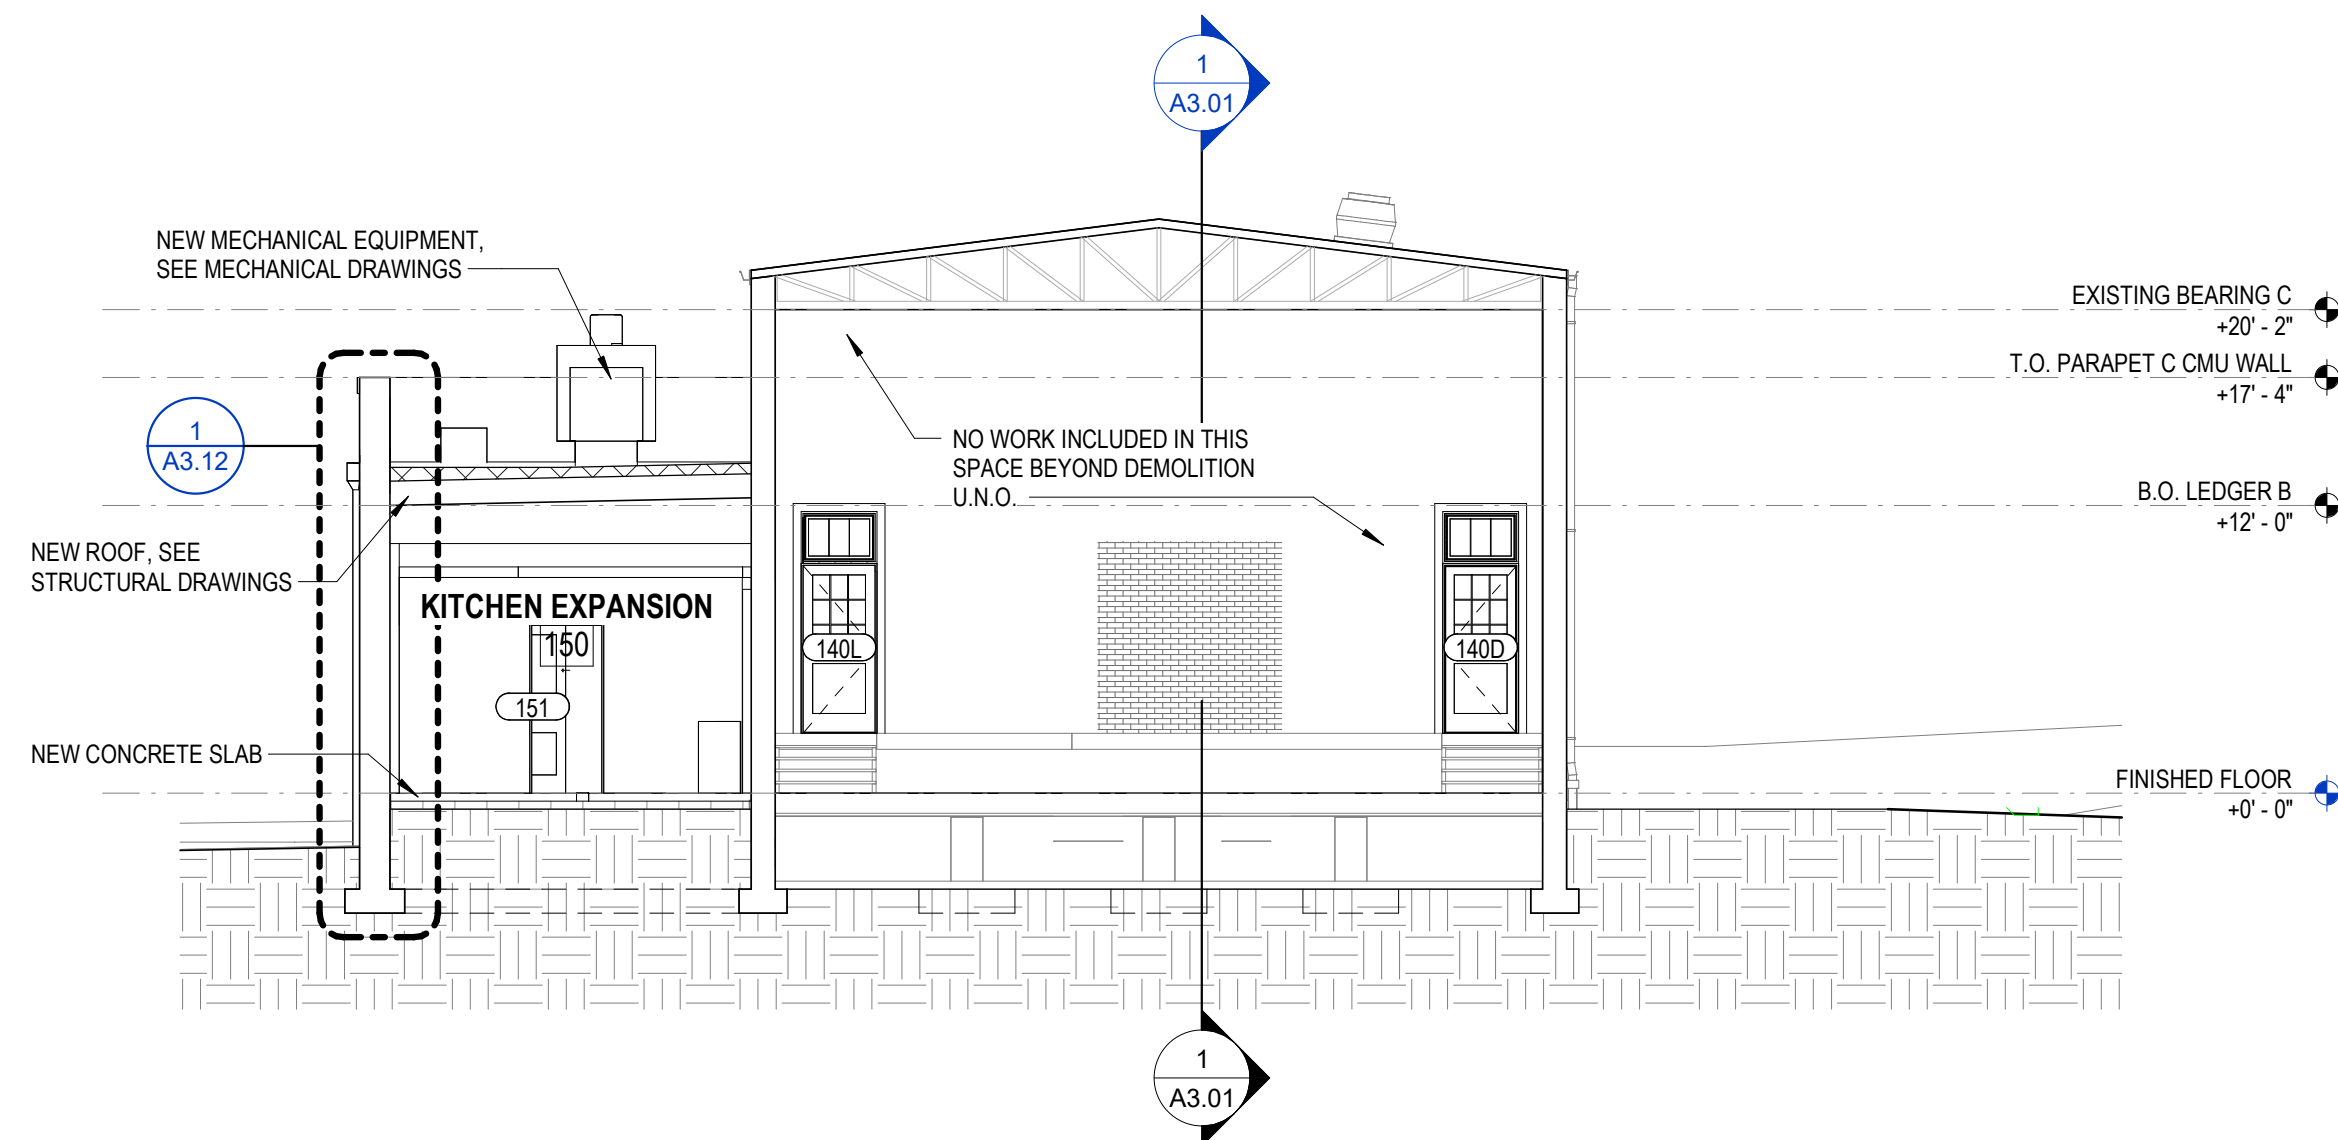 1
A3.01
NEW MECHANICAL EQUIPMENT,
SEE MECHANICAL DRAWINGS
EXISTING BEARING C
+20' - 2"
T.O. PARAPET C CMU WALL
+17' - 4"
1
A3.12
NO WORK INCLUDED IN THIS
SPACE BEYOND DEMOLITION
U.N.O.
B.O. LEDGER B
+12' - 0"
NEW ROOF, SEE
STRUCTURAL DRAWINGS
KITCHEN EXPANSION
150
140L
140D
151
NEW CONCRETE SLAB
FINISHED FLOOR
+0' - 0"
1
A3.01